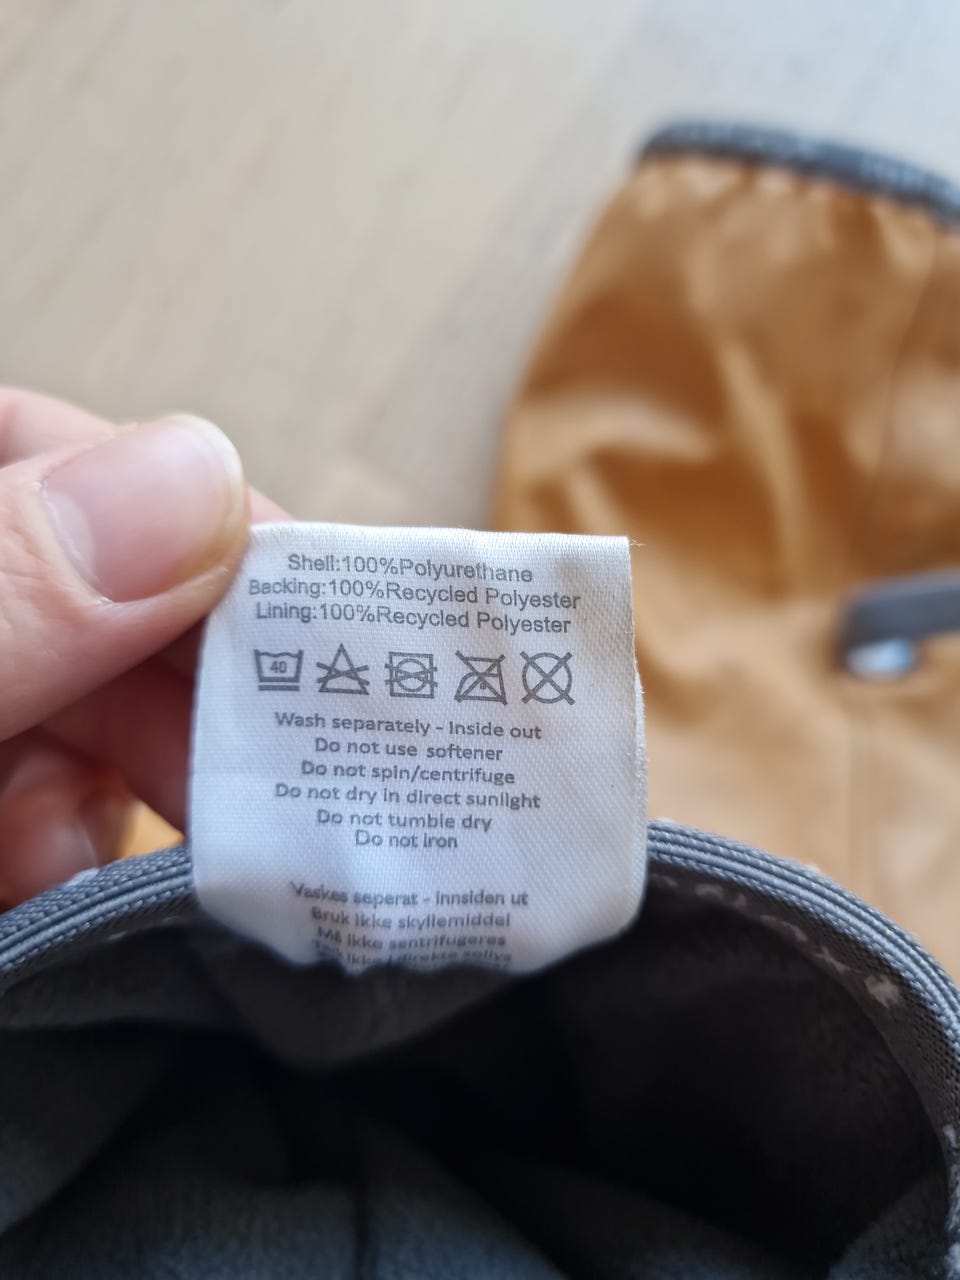 Shell:100%Polyurethane
Backing:100%Recycled Polyester
Lining:100%Recycled Polyester
40
Wash separately - Inside out
Do not use softener
Do not spin/centrifuge
Do not dry in direct sunlight
Do not tumble dry
Do not iron
Vaskes seperat - innsiden ut
Bruk ikke skyllemiddel
Må ikke sentrifugeres
ikke i direkte